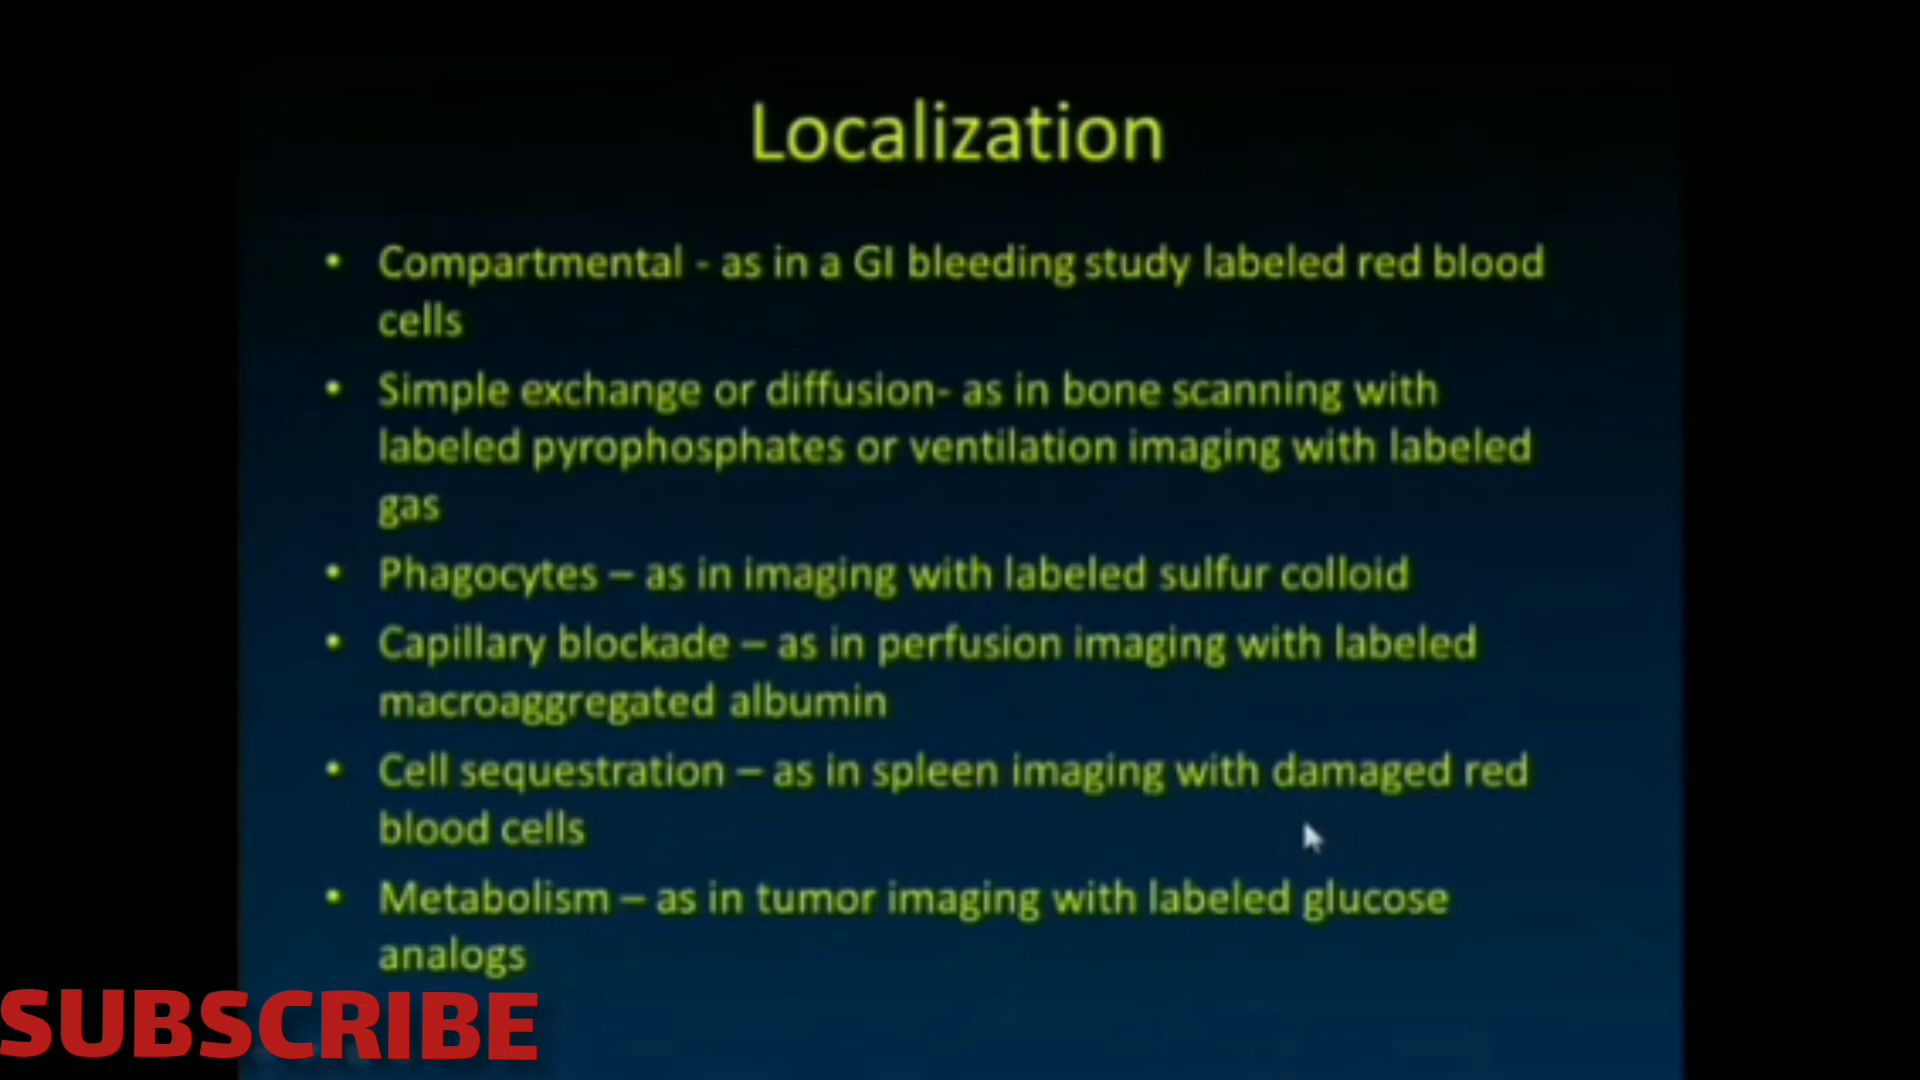 Localization
• Compartmental - as in a GI bleeding study labeled red blood
cells
• Simple exchange or diffusion- as in bone scanning with
labeled pyrophosphates or ventilation imaging with labeled
gas
• Phagocytes – as in imaging with labeled sulfur colloid
• Capillary blockade – as in perfusion imaging with labeled
macroaggregated albumin
• Cell sequestration – as in spleen imaging with damaged red
blood cells
• Metabolism – as in tumor imaging with labeled glucose
analogs
SUBSCRIBE